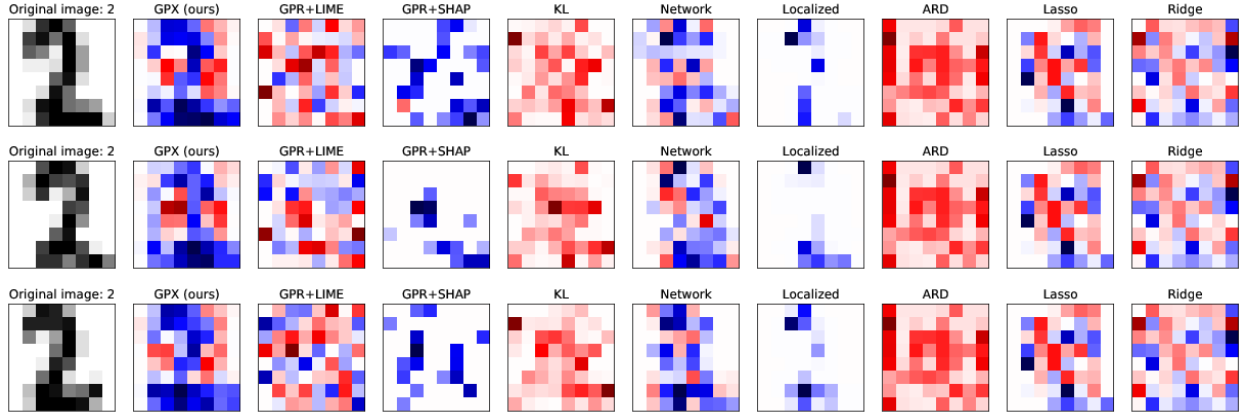 Original image: 2 GPX (ours) GPR+LIME GPR+SHAP KL Network Localized ARD Lasso Ridge
Original image: 2 GPX (ours) GPR+LIME GPR+SHAP KL Network Localized ARD Lasso Ridge
Original image: 2 GPX (ours) GPR+LIME GPR+SHAP KL Network Localized ARD Lasso Ridge